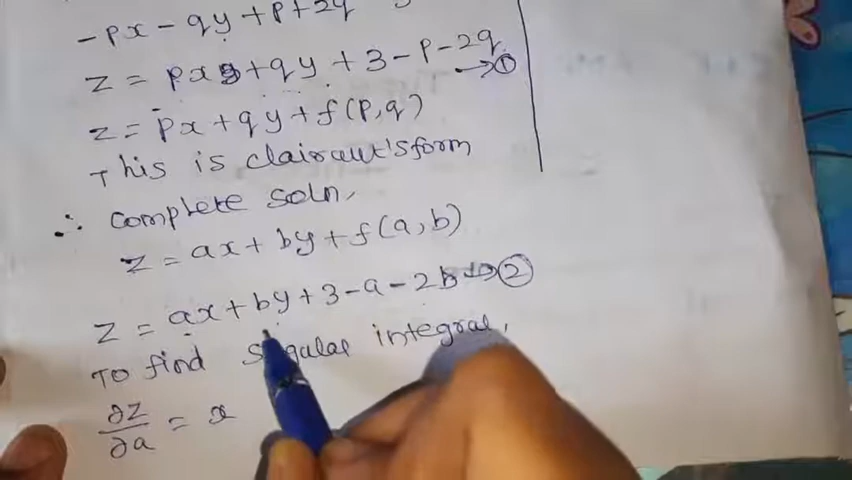 -px - qy + p + 2q
z = px + qy + 3 - p - 2q → ①
z = px + qy + f(p, q)
This is clairaut's form
∴ complete soln,
z = ax + by + f(a, b)
z = ax + by + 3 - a - 2b → ②
To find singular integral,
∂z/∂a = x